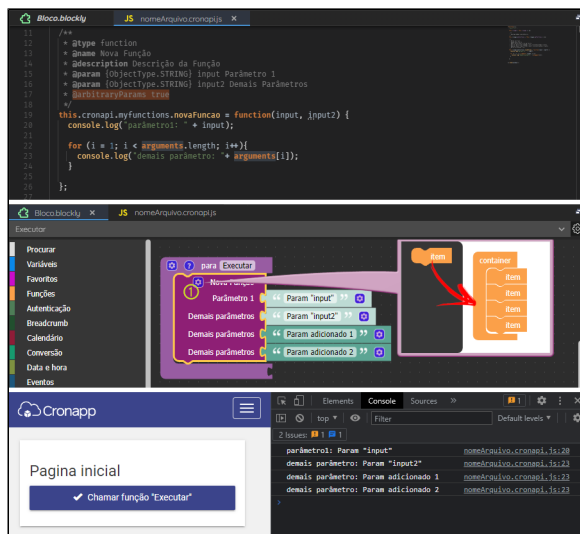 Bloco.blockly JS nomeArquivo.cronapi.js ×
11 /**
12 * @type function
13 * @name Nova Função
14 * @description Descrição da Função
15 * @param {ObjectType.STRING} input Parâmetro 1
16 * @param {ObjectType.STRING} input2 Demais Parâmetros
17 * @arbitraryParams true
18 */
19 this.cronapi.myfunctions.novaFuncao = function(input, input2) {
20 console.log("parâmetro1: " + input);
21
22 for (i = 1; i < arguments.length; i++){
23 console.log("demais parâmetro: "+ arguments[i]);
24 }
25
26 };
Bloco.blockly × JS nomeArquivo.cronapi.js
Executar
Procurar
Variáveis
Favoritos
Funções
Autenticação
Breadcrumb
Calendário
Conversão
Data e hora
Eventos
? para Executar
Nova Função
1
Parâmetro 1 “ Param "input" ”
Demais parâmetros “ Param "input2" ”
Demais parâmetros “ Param adicionado 1 ”
Demais parâmetros “ Param adicionado 2 ”
item
container
item
item
item
item
Cronapp
Pagina inicial
✔ Chamar função "Executar"
Elements Console Sources »
1
top ▼ Filter Default levels ▼
2 Issues: 1 1
parâmetro1: Param "input" nomeArquivo.cronapi.js:20
demais parâmetro: Param "input2" nomeArquivo.cronapi.js:23
demais parâmetro: Param adicionado 1 nomeArquivo.cronapi.js:23
demais parâmetro: Param adicionado 2 nomeArquivo.cronapi.js:23
›